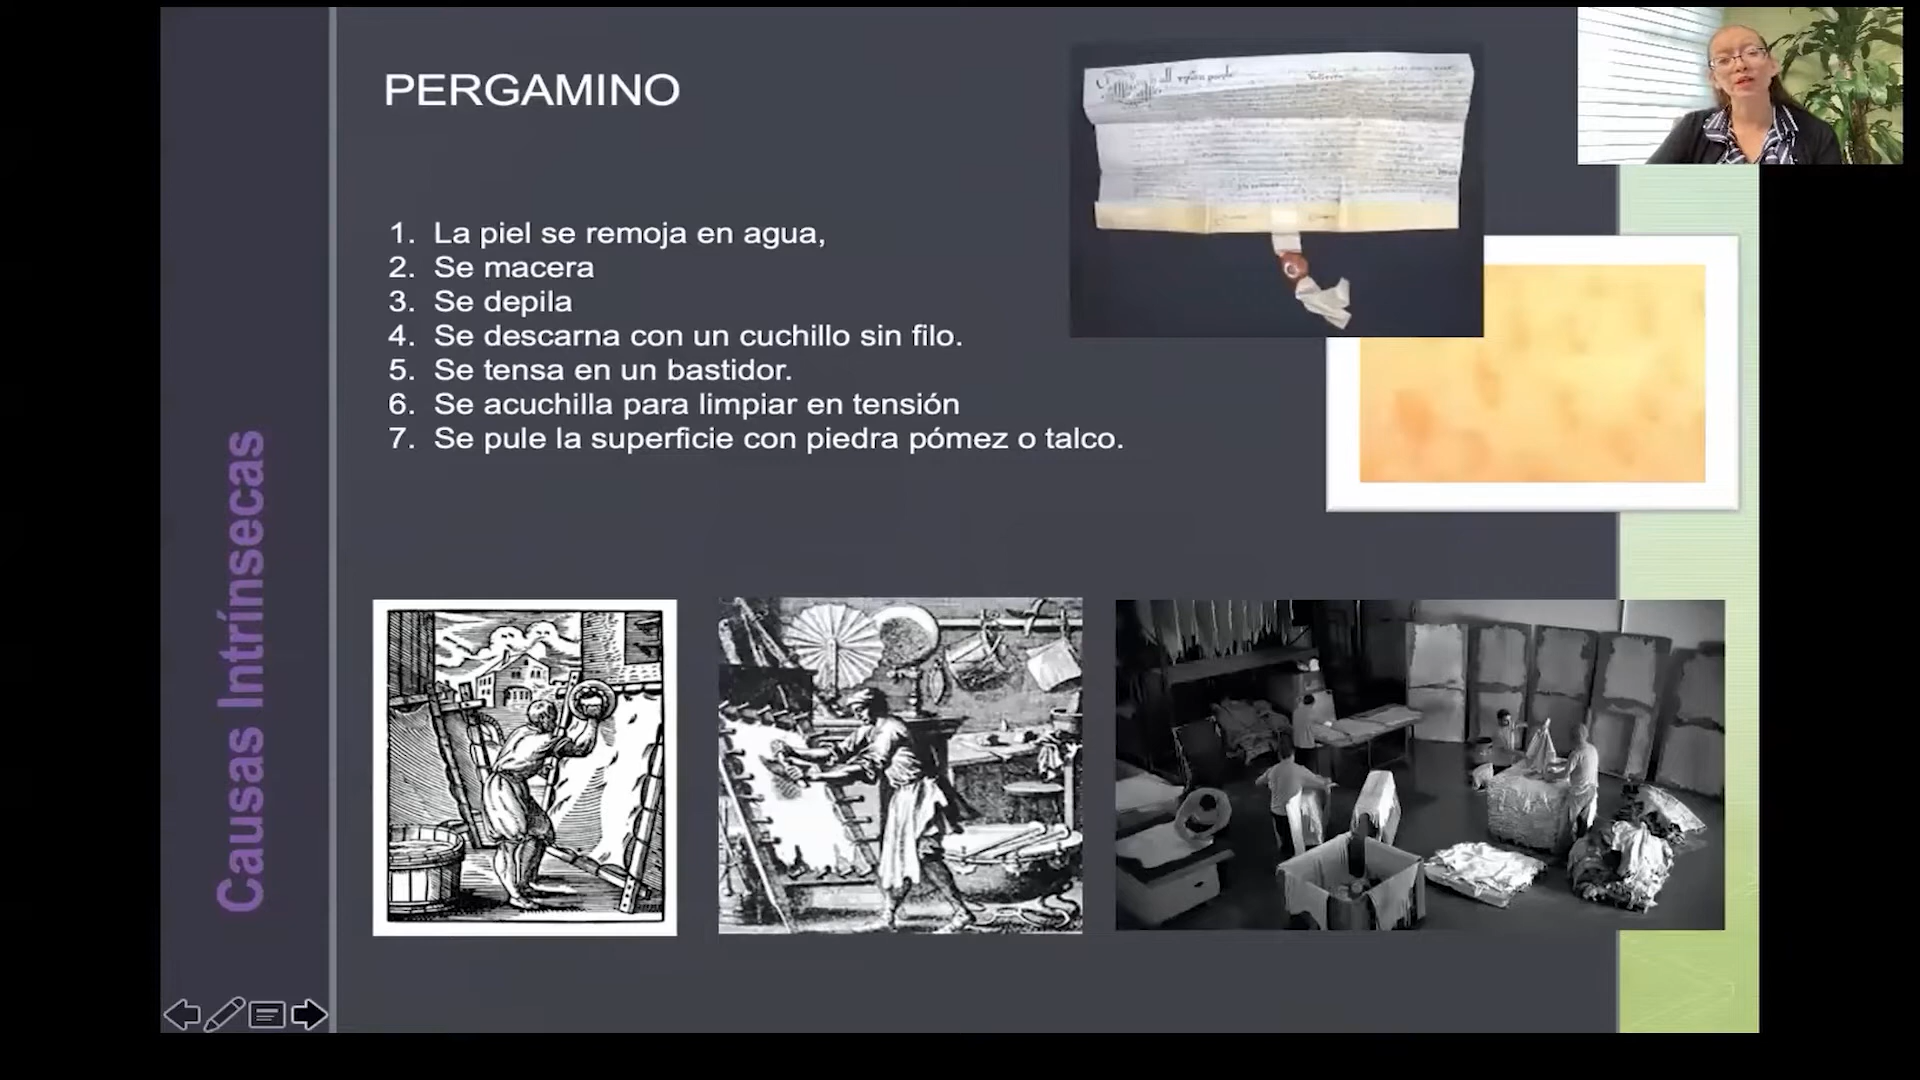 PERGAMINO
1. La piel se remoja en agua,
2. Se macera
3. Se depila
4. Se descarna con un cuchillo sin filo.
5. Se tensa en un bastidor.
6. Se acuchilla para limpiar en tensión
7. Se pule la superficie con piedra pómez o talco.
Causas Intrínsecas